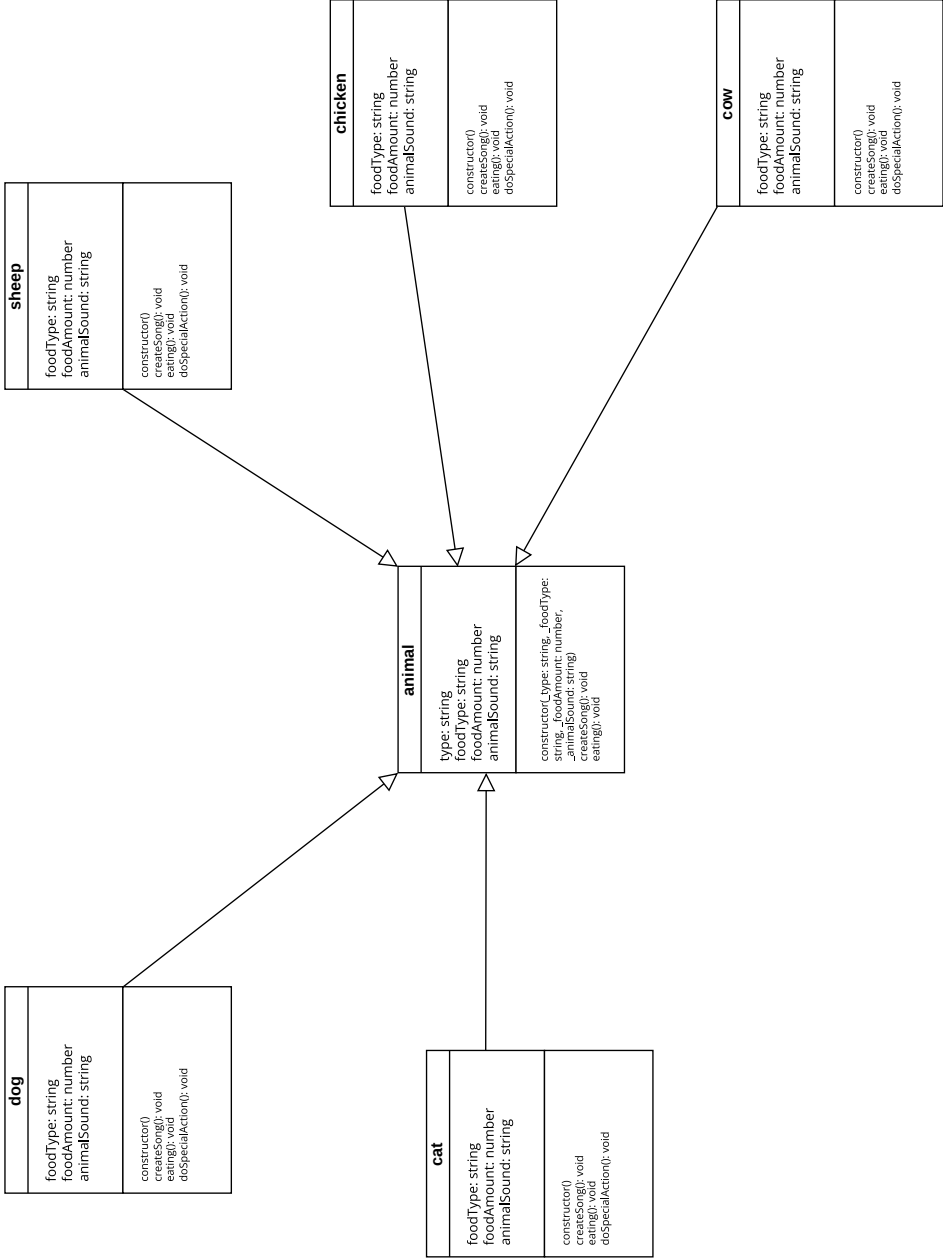 dog
foodType: string
foodAmount: number
animalSound: string
constructor()
createSong(): void
eating(): void
doSpecialAction(): void
sheep
foodType: string
foodAmount: number
animalSound: string
constructor()
createSong(): void
eating(): void
doSpecialAction(): void
cat
foodType: string
foodAmount: number
animalSound: string
constructor()
createSong(): void
eating(): void
doSpecialAction(): void
animal
type: string
foodType: string
foodAmount: number
animalSound: string
constructor(_type: string, _foodType:
string, _foodAmount: number,
_animalSound: string)
createSong(): void
eating(): void
chicken
foodType: string
foodAmount: number
animalSound: string
constructor()
createSong(): void
eating(): void
doSpecialAction(): void
cow
foodType: string
foodAmount: number
animalSound: string
constructor()
createSong(): void
eating(): void
doSpecialAction(): void